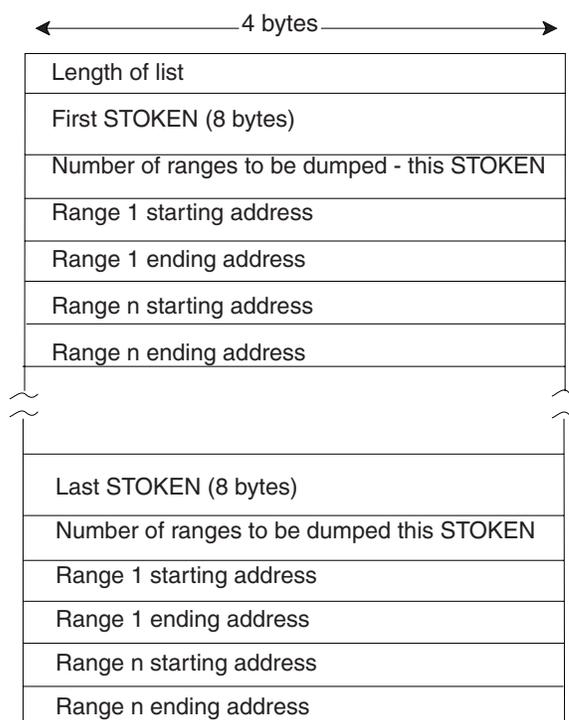 4 bytes
Length of list
First STOKEN (8 bytes)
Number of ranges to be dumped - this STOKEN
Range 1 starting address
Range 1 ending address
Range n starting address
Range n ending address
Last STOKEN (8 bytes)
Number of ranges to be dumped this STOKEN
Range 1 starting address
Range 1 ending address
Range n starting address
Range n ending address